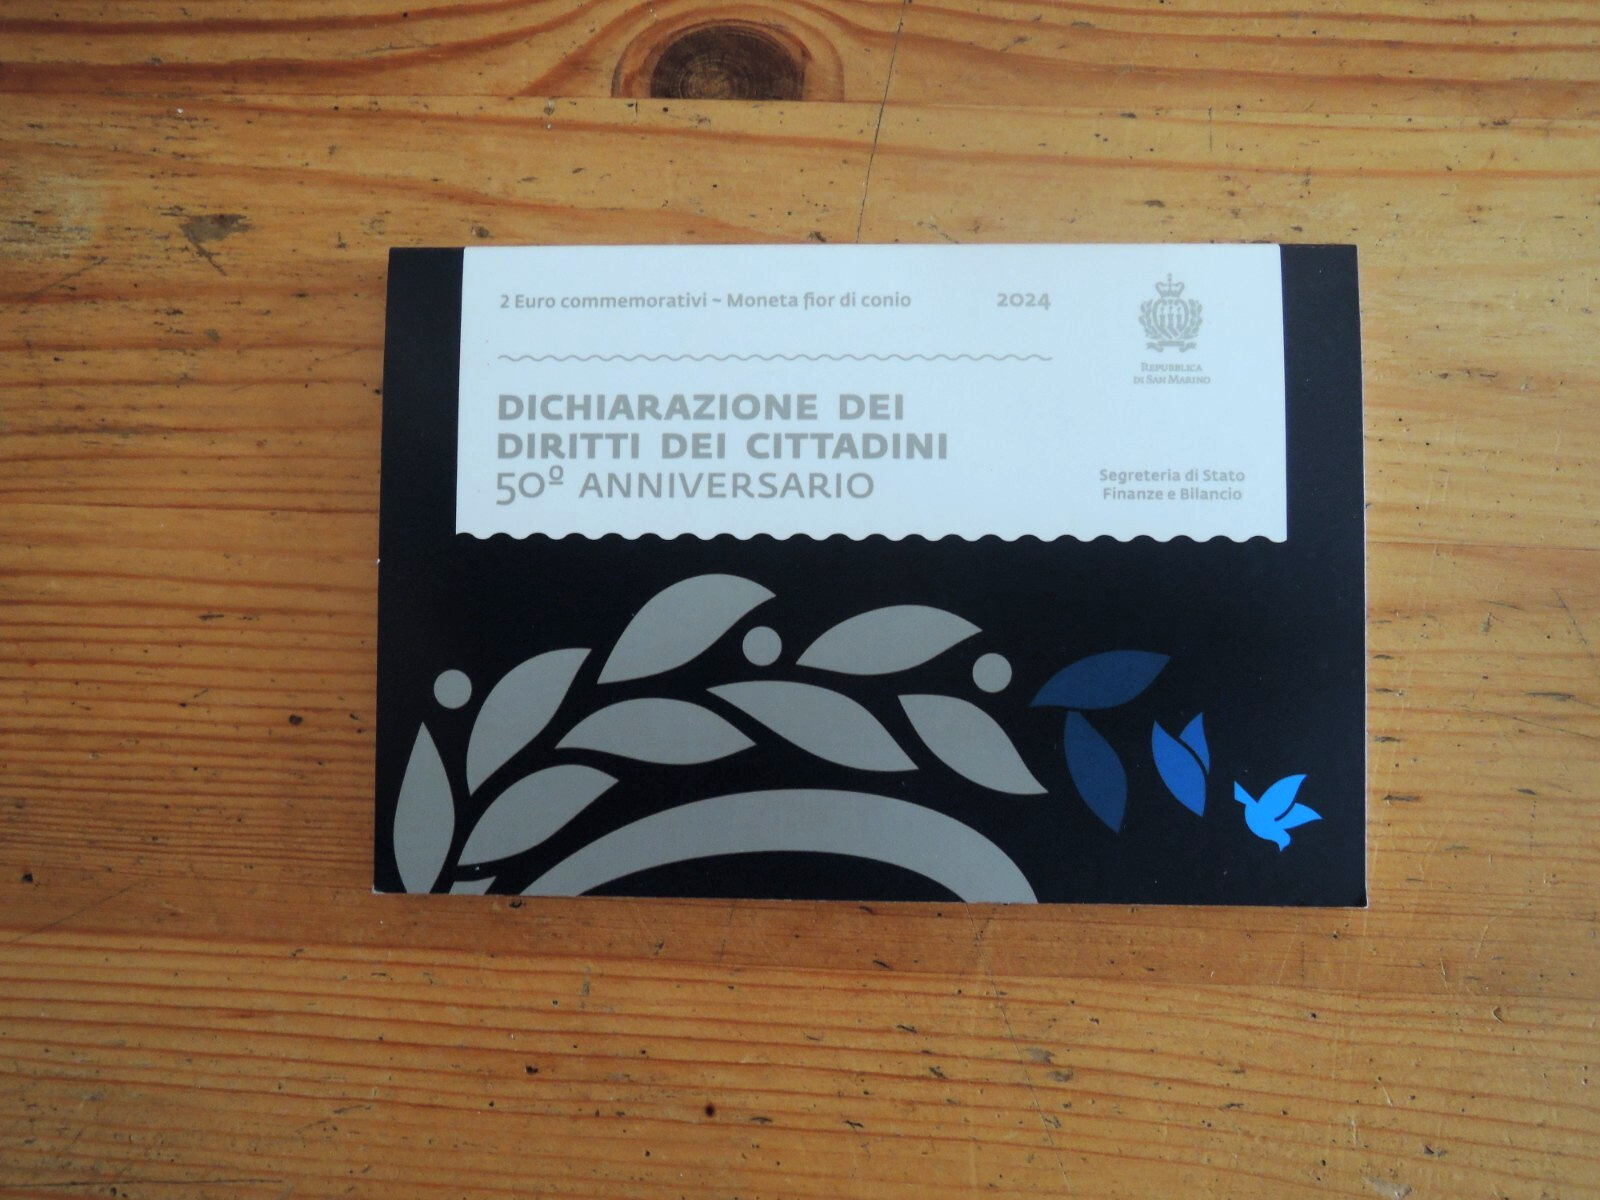 2 Euro commemorativi ~ Moneta fior di conio 2024
REPUBBLICA
DI SAN MARINO
DICHIARAZIONE DEI
DIRITTI DEI CITTADINI
50º ANNIVERSARIO
Segreteria di Stato
Finanze e Bilancio